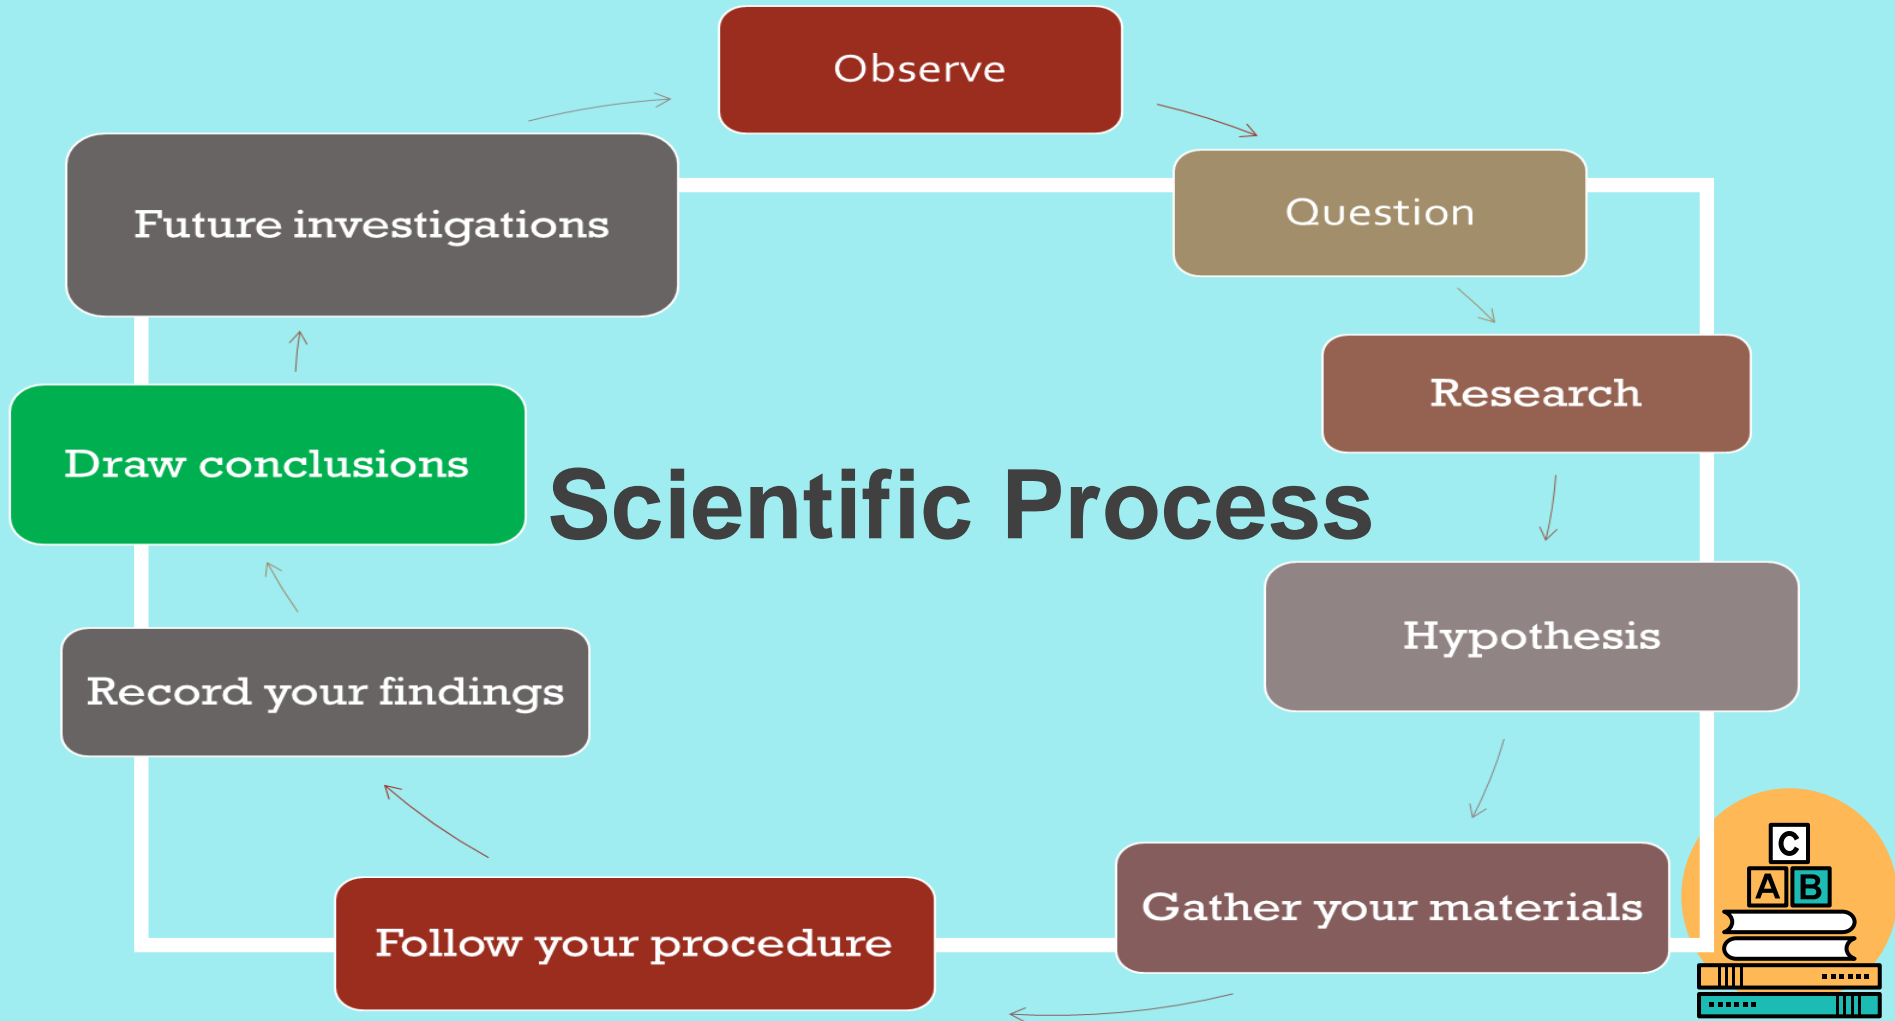 Observe
Question
Research
Hypothesis
Gather your materials
Follow your procedure
Record your findings
Draw conclusions
Future investigations
Scientific Process
C
A B